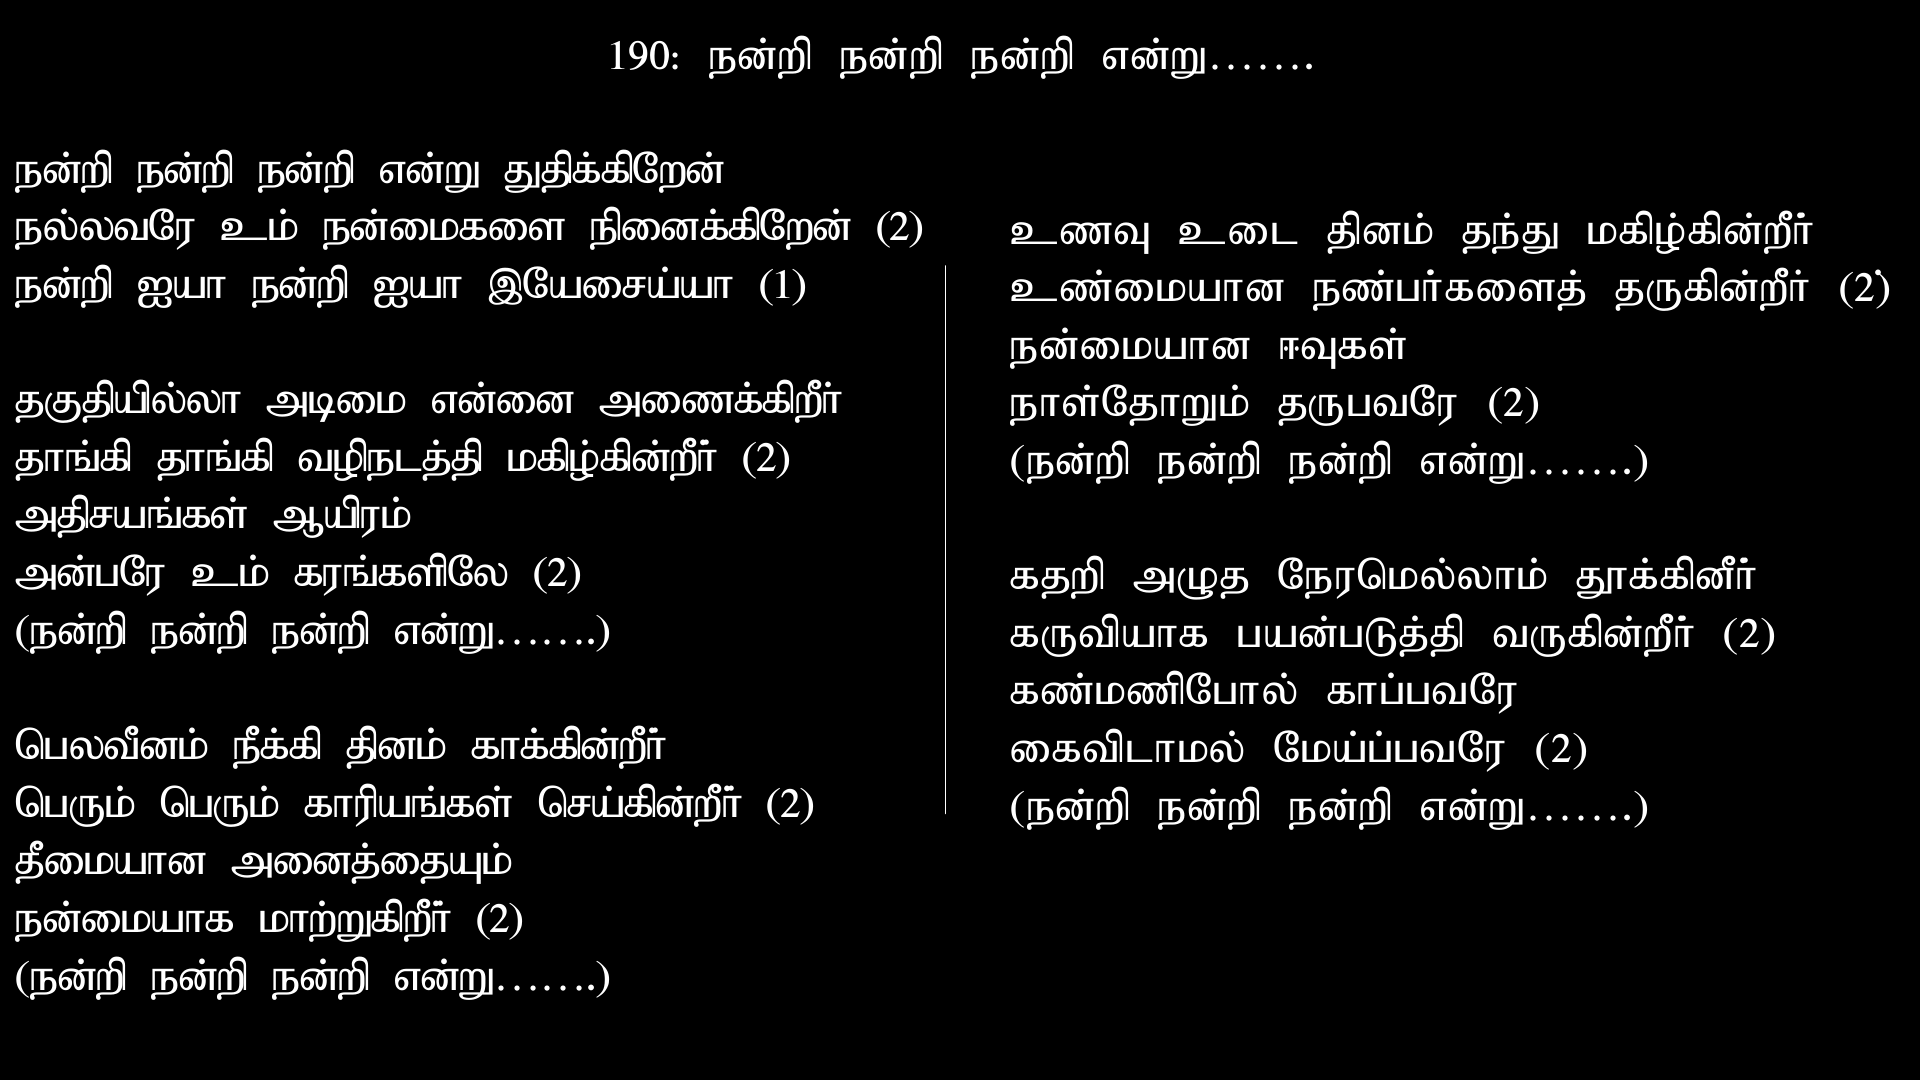 190: நன்றி நன்றி நன்றி என்று…….
நன்றி நன்றி நன்றி என்று துதிக்கிறேன்
நல்லவரே உம் நன்மைகளை நினைக்கிறேன் (2)
நன்றி ஐயா நன்றி ஐயா இயேசைய்யா (1)
தகுதியில்லா அடிமை என்னை அணைக்கிறீர்
தாங்கி தாங்கி வழிநடத்தி மகிழ்கின்றீர் (2)
அதிசயங்கள் ஆயிரம்
அன்பரே உம் கரங்களிலே (2)
(நன்றி நன்றி நன்றி என்று…….)
பெலவீனம் நீக்கி தினம் காக்கின்றீர்
பெரும் பெரும் காரியங்கள் செய்கின்றீர் (2)
தீமையான அனைத்தையும்
நன்மையாக மாற்றுகிறீர் (2)
(நன்றி நன்றி நன்றி என்று…….)
உணவு உடை தினம் தந்து மகிழ்கின்றீர்
உண்மையான நண்பர்களைத் தருகின்றீர் (2)
நன்மையான ஈவுகள்
நாள்தோறும் தருபவரே (2)
(நன்றி நன்றி நன்றி என்று…….)
கதறி அழுத நேரமெல்லாம் தூக்கினீர்
கருவியாக பயன்படுத்தி வருகின்றீர் (2)
கண்மணிபோல் காப்பவரே
கைவிடாமல் மேய்ப்பவரே (2)
(நன்றி நன்றி நன்றி என்று…….)